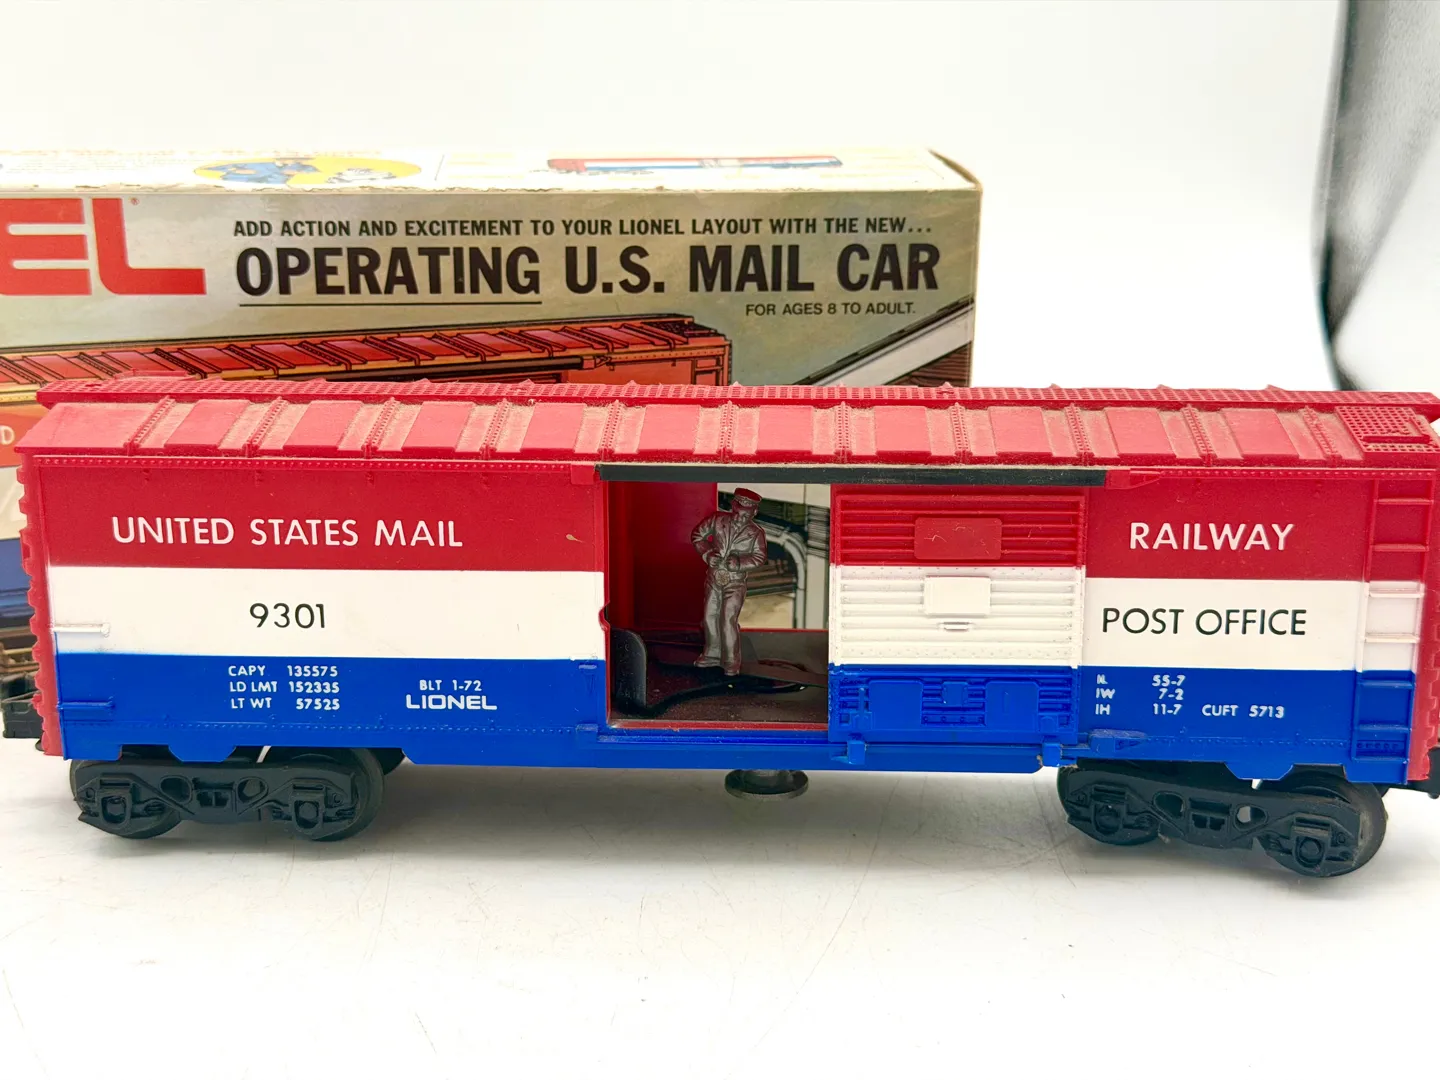 EL®
ADD ACTION AND EXCITEMENT TO YOUR LIONEL LAYOUT WITH THE NEW...
OPERATING U.S. MAIL CAR
FOR AGES 8 TO ADULT.
D
UNITED STATES MAIL
9301
CAPY 135575
LD LMT 152335
LT WT 57525
BLT 1-72
LIONEL
RAILWAY
POST OFFICE
IL 55-7
IW 7-2
IH 11-7 CUFT 5713